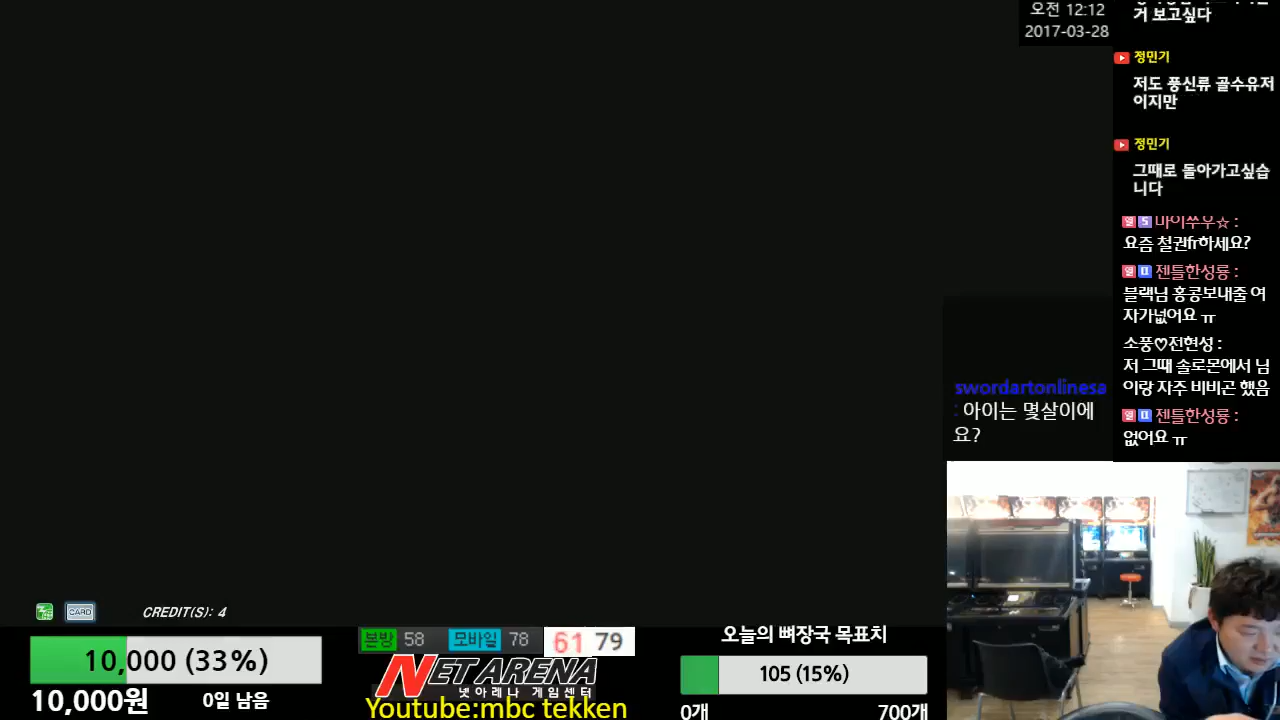 오전 12:12
2017-03-28
거 보고싶다
정민기
저도 풍신류 골수유저
이지만
정민기
그때로 돌아가고싶습
니다
마이쭈우☆ :
요즘 철권fr하세요?
젠틀한성룡 :
블랙님 홍콩보내줄 여
자가넚어요 ㅠ
소풍♡전현성 :
저 그때 솔로몬에서 님
이랑 자주 비비곤 했음
젠틀한성룡 :
없어요 ㅠ
swordartonlinesa
: 아이는 몇살이에
요?
CARD
CREDIT(S): 4
10,000 (33%)
10,000원
0일 남음
본방 58 모바일 78 61 79
NET ARENA
넷아레나 게임센터
Youtube:mbc tekken
오늘의 뼈장국 목표치
105 (15%)
0개
700개